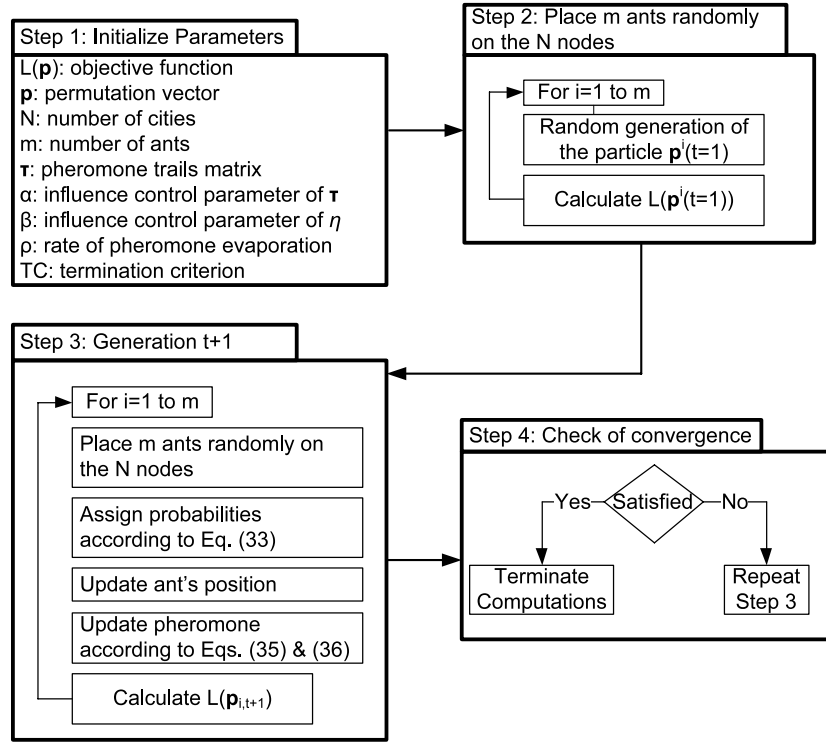 Step 1: Initialize Parameters
L(p): objective function
p: permutation vector
N: number of cities
m: number of ants
τ: pheromone trails matrix
α: influence control parameter of τ
β: influence control parameter of η
ρ: rate of pheromone evaporation
TC: termination criterion
Step 2: Place m ants randomly
on the N nodes
For i=1 to m
Random generation of
the particle pⁱ(t=1)
Calculate L(pⁱ(t=1))
Step 3: Generation t+1
For i=1 to m
Place m ants randomly on
the N nodes
Assign probabilities
according to Eq. (33)
Update ant's position
Update pheromone
according to Eqs. (35) & (36)
Calculate L(pᵢ,ₜ₊₁)
Step 4: Check of convergence
Yes
Satisfied
No
Terminate
Computations
Repeat
Step 3